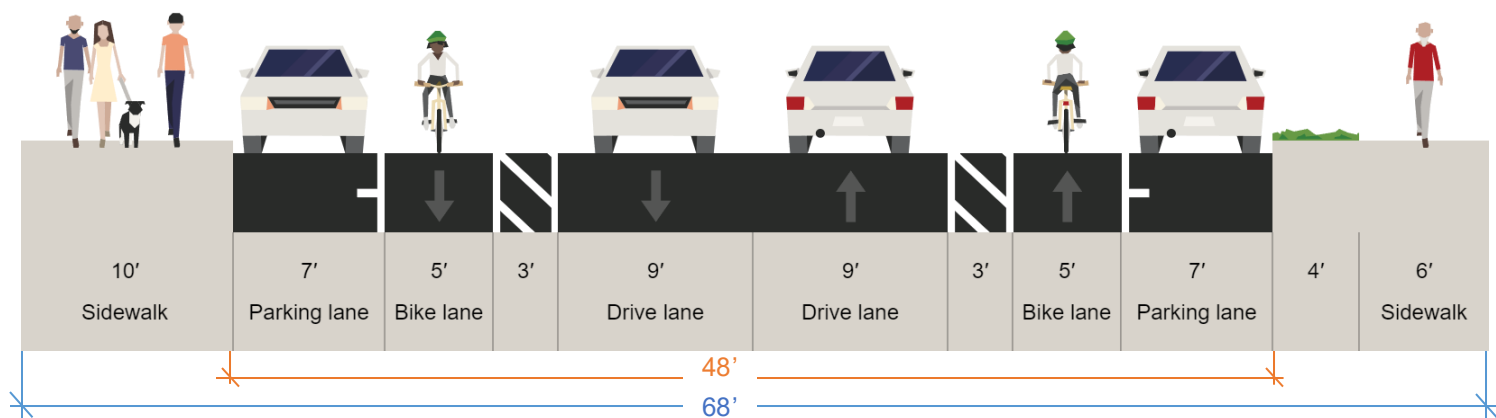 10′ 7′ 5′ 3′ 9′ 9′ 3′ 5′ 7′ 4′ 6′
Sidewalk Parking lane Bike lane Drive lane Drive lane Bike lane Parking lane Sidewalk
48’
68’